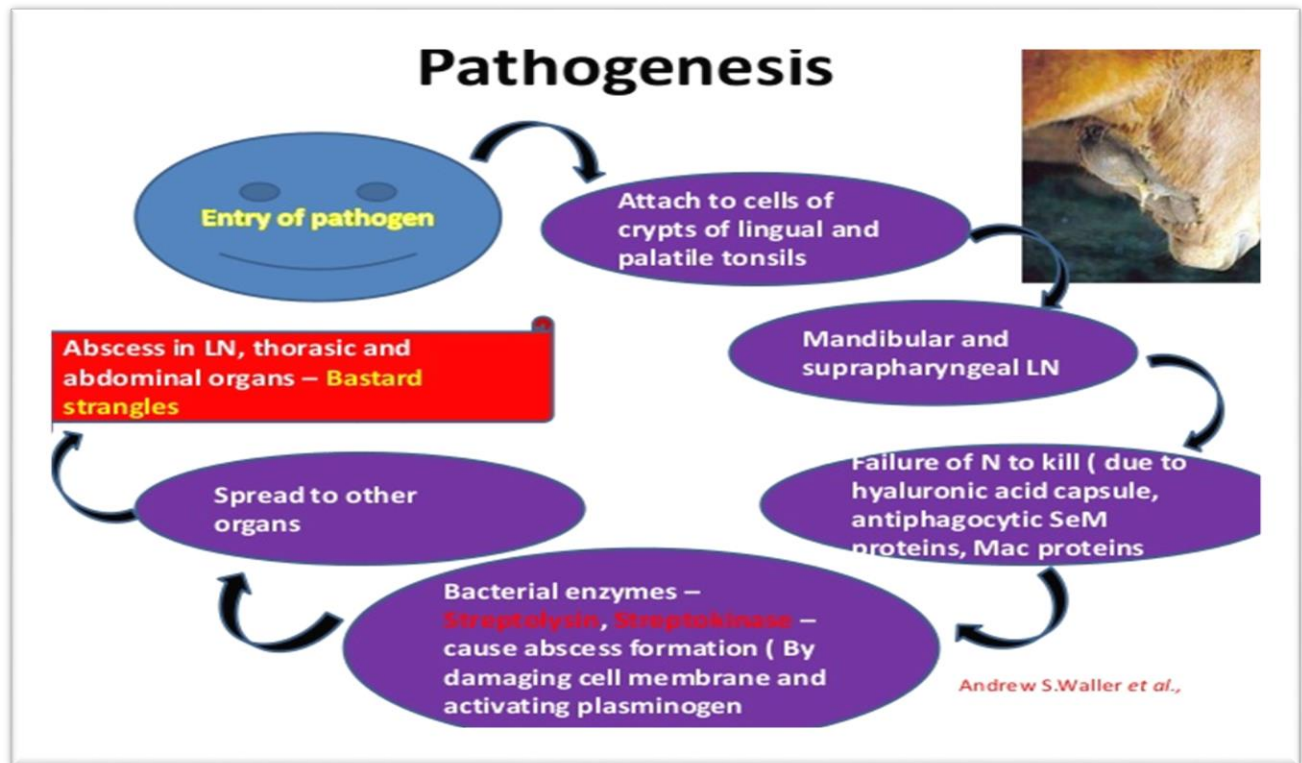 Pathogenesis
Entry of pathogen
Attach to cells of
crypts of lingual and
palatile tonsils
Mandibular and
suprapharyngeal LN
Failure of N to kill ( due to
hyaluronic acid capsule,
antiphagocytic SeM
proteins, Mac proteins
Bacterial enzymes –
Streptolysin, Streptokinase –
cause abscess formation ( By
damaging cell membrane and
activating plasminogen
Spread to other
organs
Abscess in LN, thorasic and
abdominal organs – Bastard
strangles
Andrew S.Waller et al.,